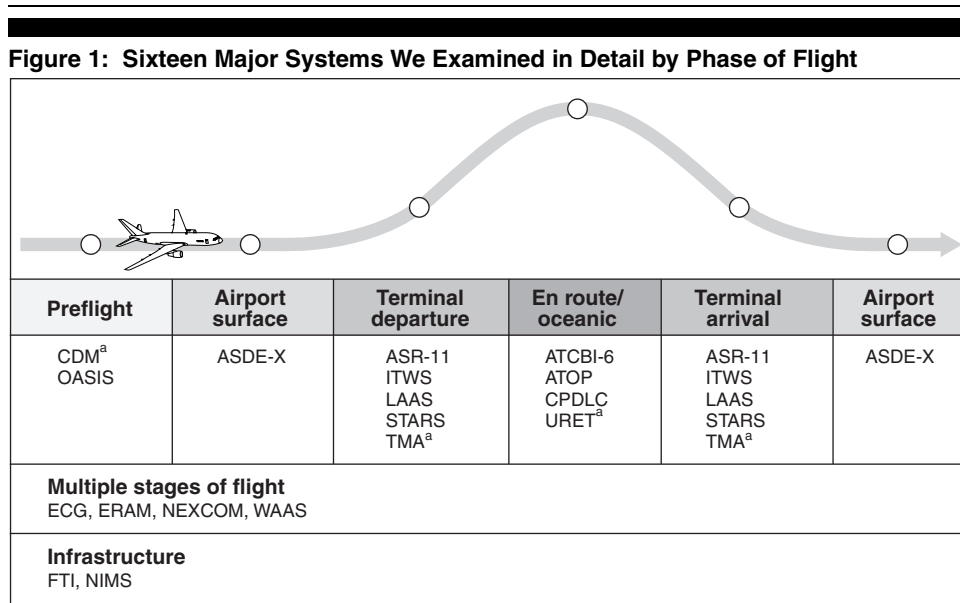 Figure 1: Sixteen Major Systems We Examined in Detail by Phase of Flight
Preflight
Airport
surface
Terminal
departure
En route/
oceanic
Terminal
arrival
Airport
surface
CDMa
OASIS
ASDE-X
ASR-11
ITWS
LAAS
STARS
TMAa
ATCBI-6
ATOP
CPDLC
URETa
ASR-11
ITWS
LAAS
STARS
TMAa
ASDE-X
Multiple stages of flight
ECG, ERAM, NEXCOM, WAAS
Infrastructure
FTI, NIMS